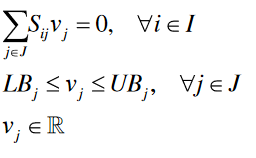 ∑_{j∈J} S_{ij} v_j = 0, ∀i ∈ I
LB_j ≤ v_j ≤ UB_j, ∀j ∈ J
v_j ∈ ℝ